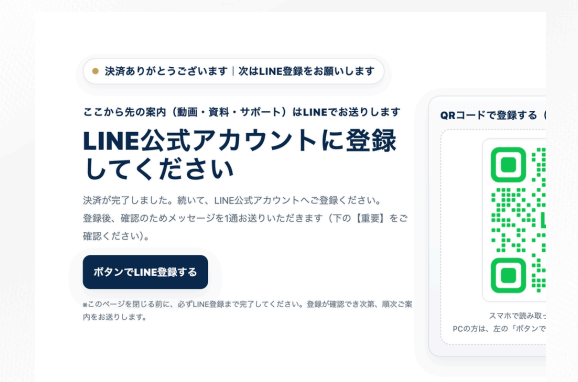 決済ありがとうございます｜次はLINE登録をお願いします
ここから先の案内（動画・資料・サポート）はLINEでお送りします
LINE公式アカウントに登録
してください
決済が完了しました。続いて、LINE公式アカウントへご登録ください。
登録後、確認のためメッセージを1通お送りいただきます（下の【重要】をご
確認ください）。
ボタンでLINE登録する
※このページを閉じる前に、必ずLINE登録まで完了してください。登録が確認でき次第、順次ご案
内をお送りします。
QRコードで登録する（
スマホで読み取っ
PCの方は、左の「ボタンで